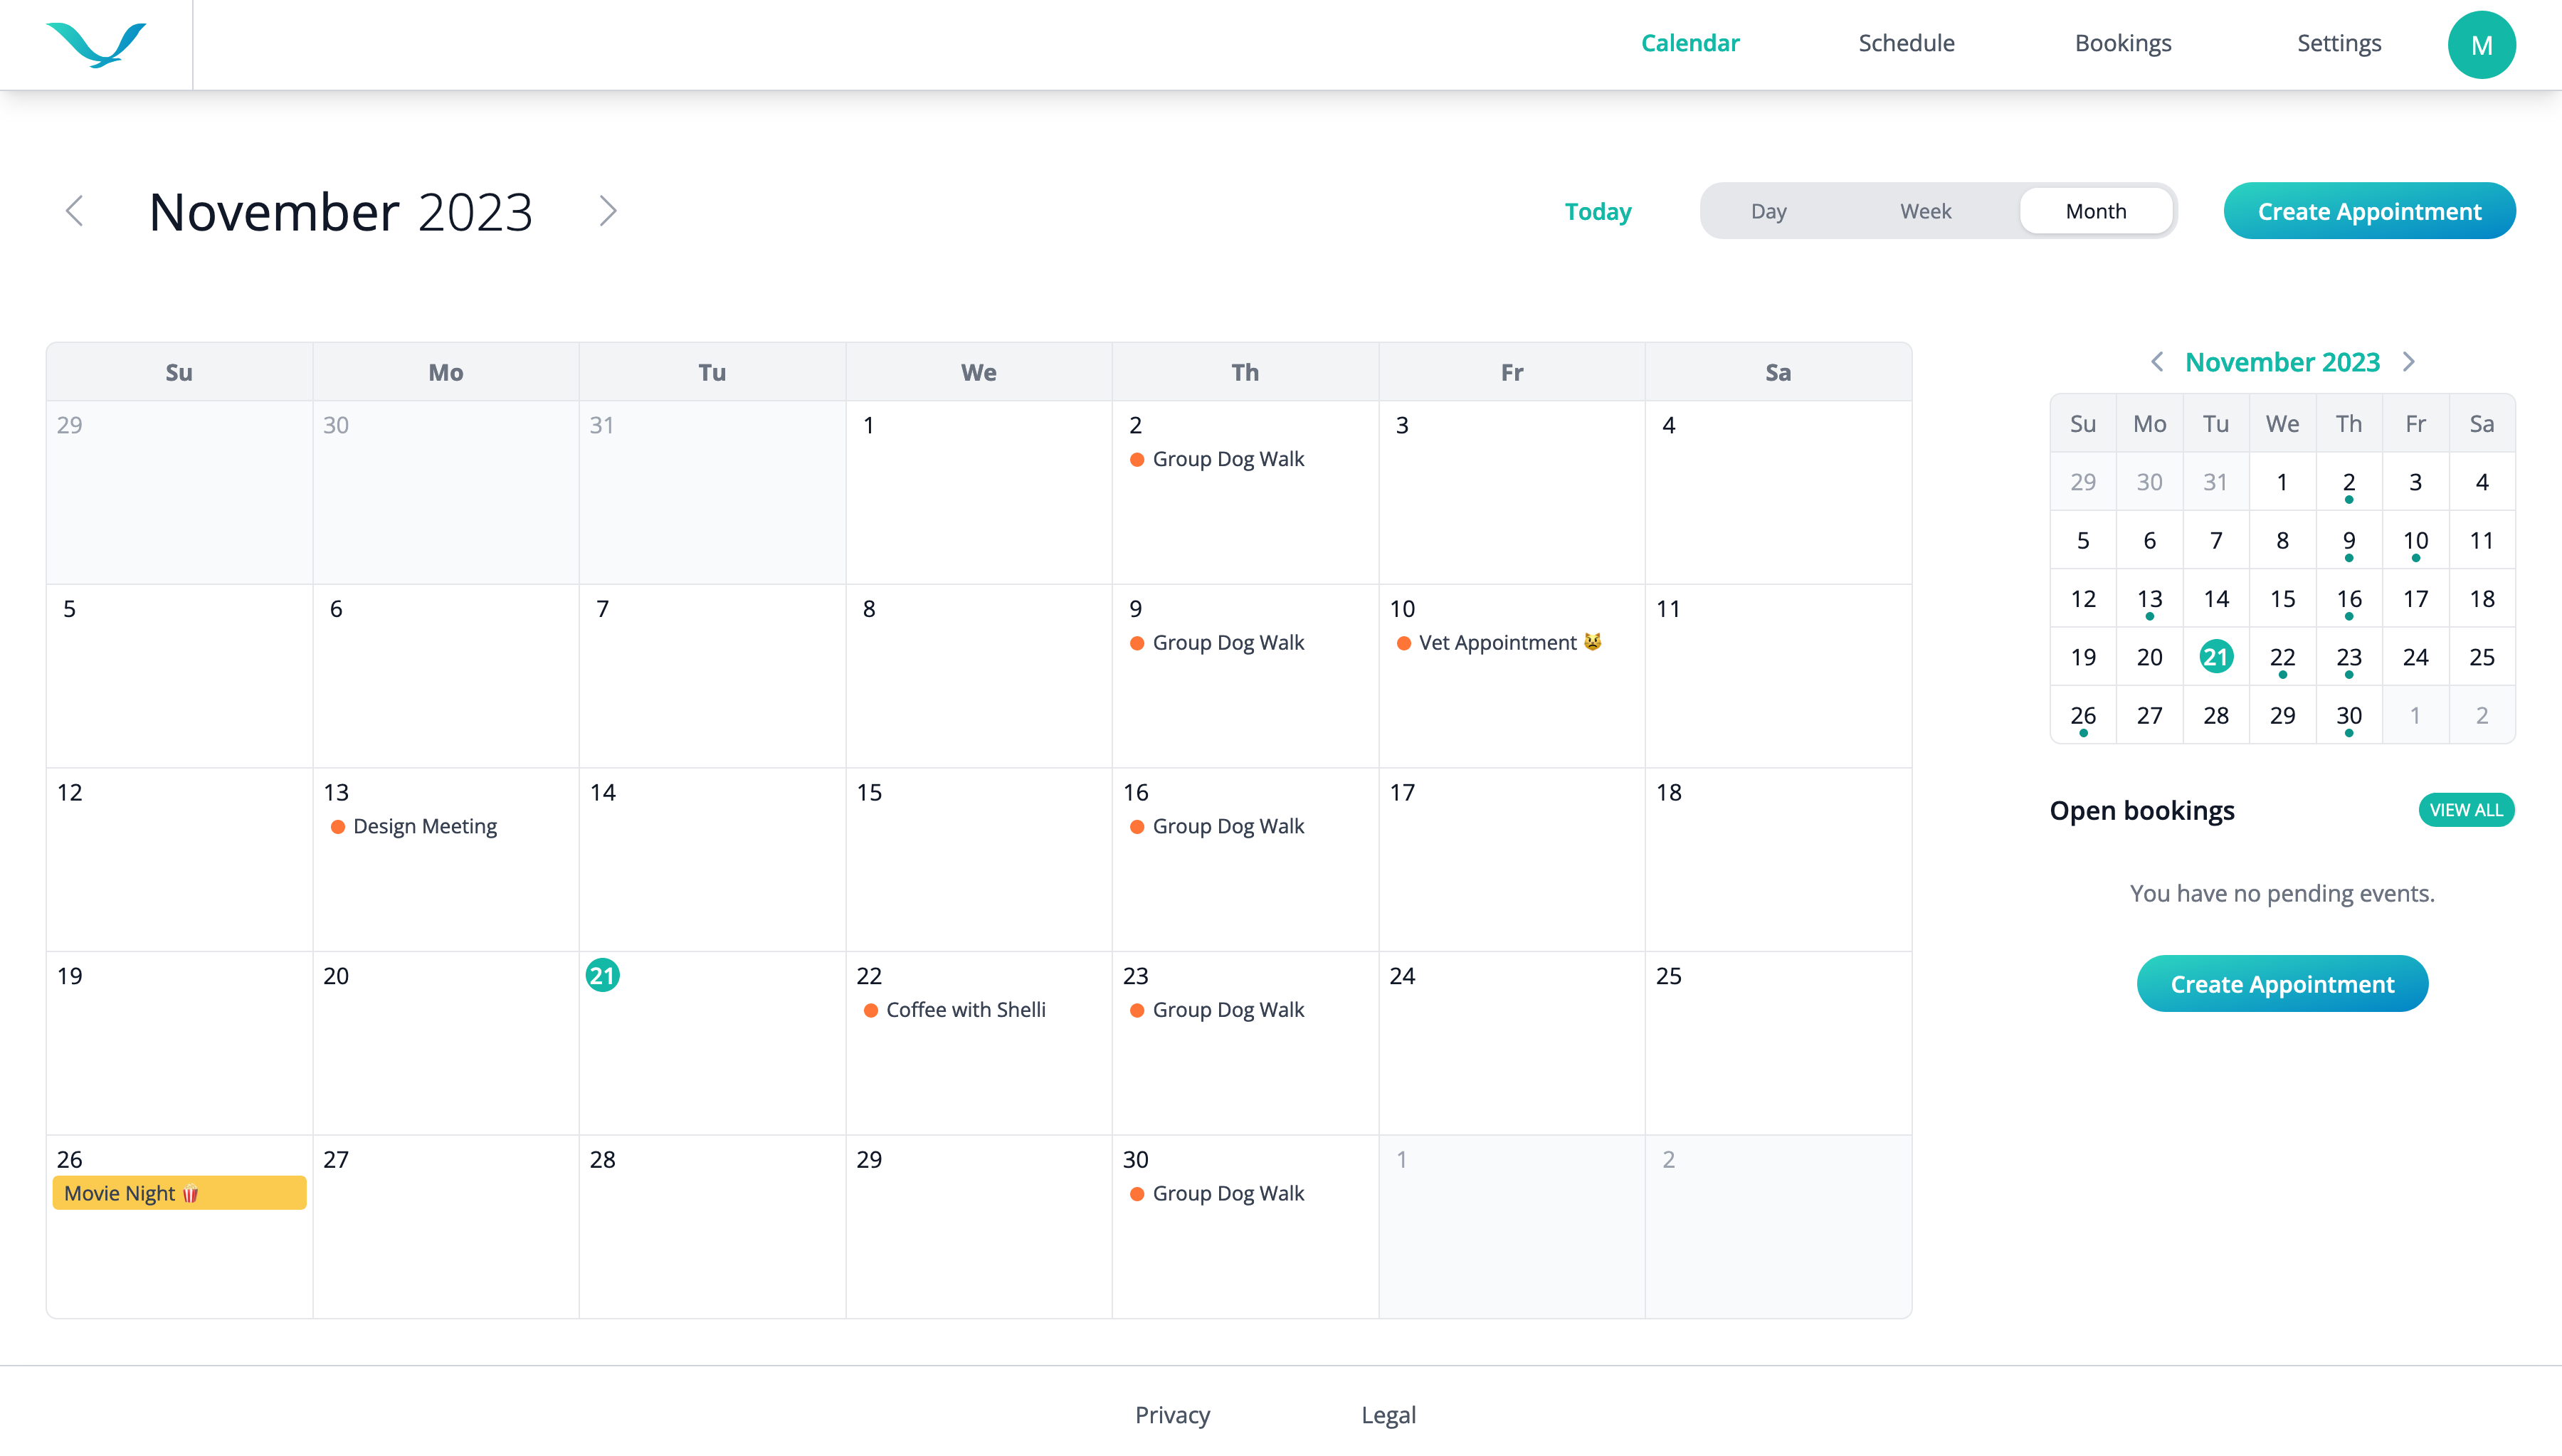 Calendar Schedule Bookings Settings M
November 2023
Today Day Week Month Create Appointment
Su Mo Tu We Th Fr Sa
29 30 31 1 2 3 4
Group Dog Walk
5 6 7 8 9 10 11
Group Dog Walk Vet Appointment 😾
12 13 14 15 16 17 18
Design Meeting Group Dog Walk
19 20 21 22 23 24 25
Coffee with Shelli Group Dog Walk
26 27 28 29 30 1 2
Movie Night 🍿 Group Dog Walk
November 2023
Su Mo Tu We Th Fr Sa
29 30 31 1 2 3 4
5 6 7 8 9 10 11
12 13 14 15 16 17 18
19 20 21 22 23 24 25
26 27 28 29 30 1 2
Open bookings VIEW ALL
You have no pending events.
Create Appointment
Privacy Legal